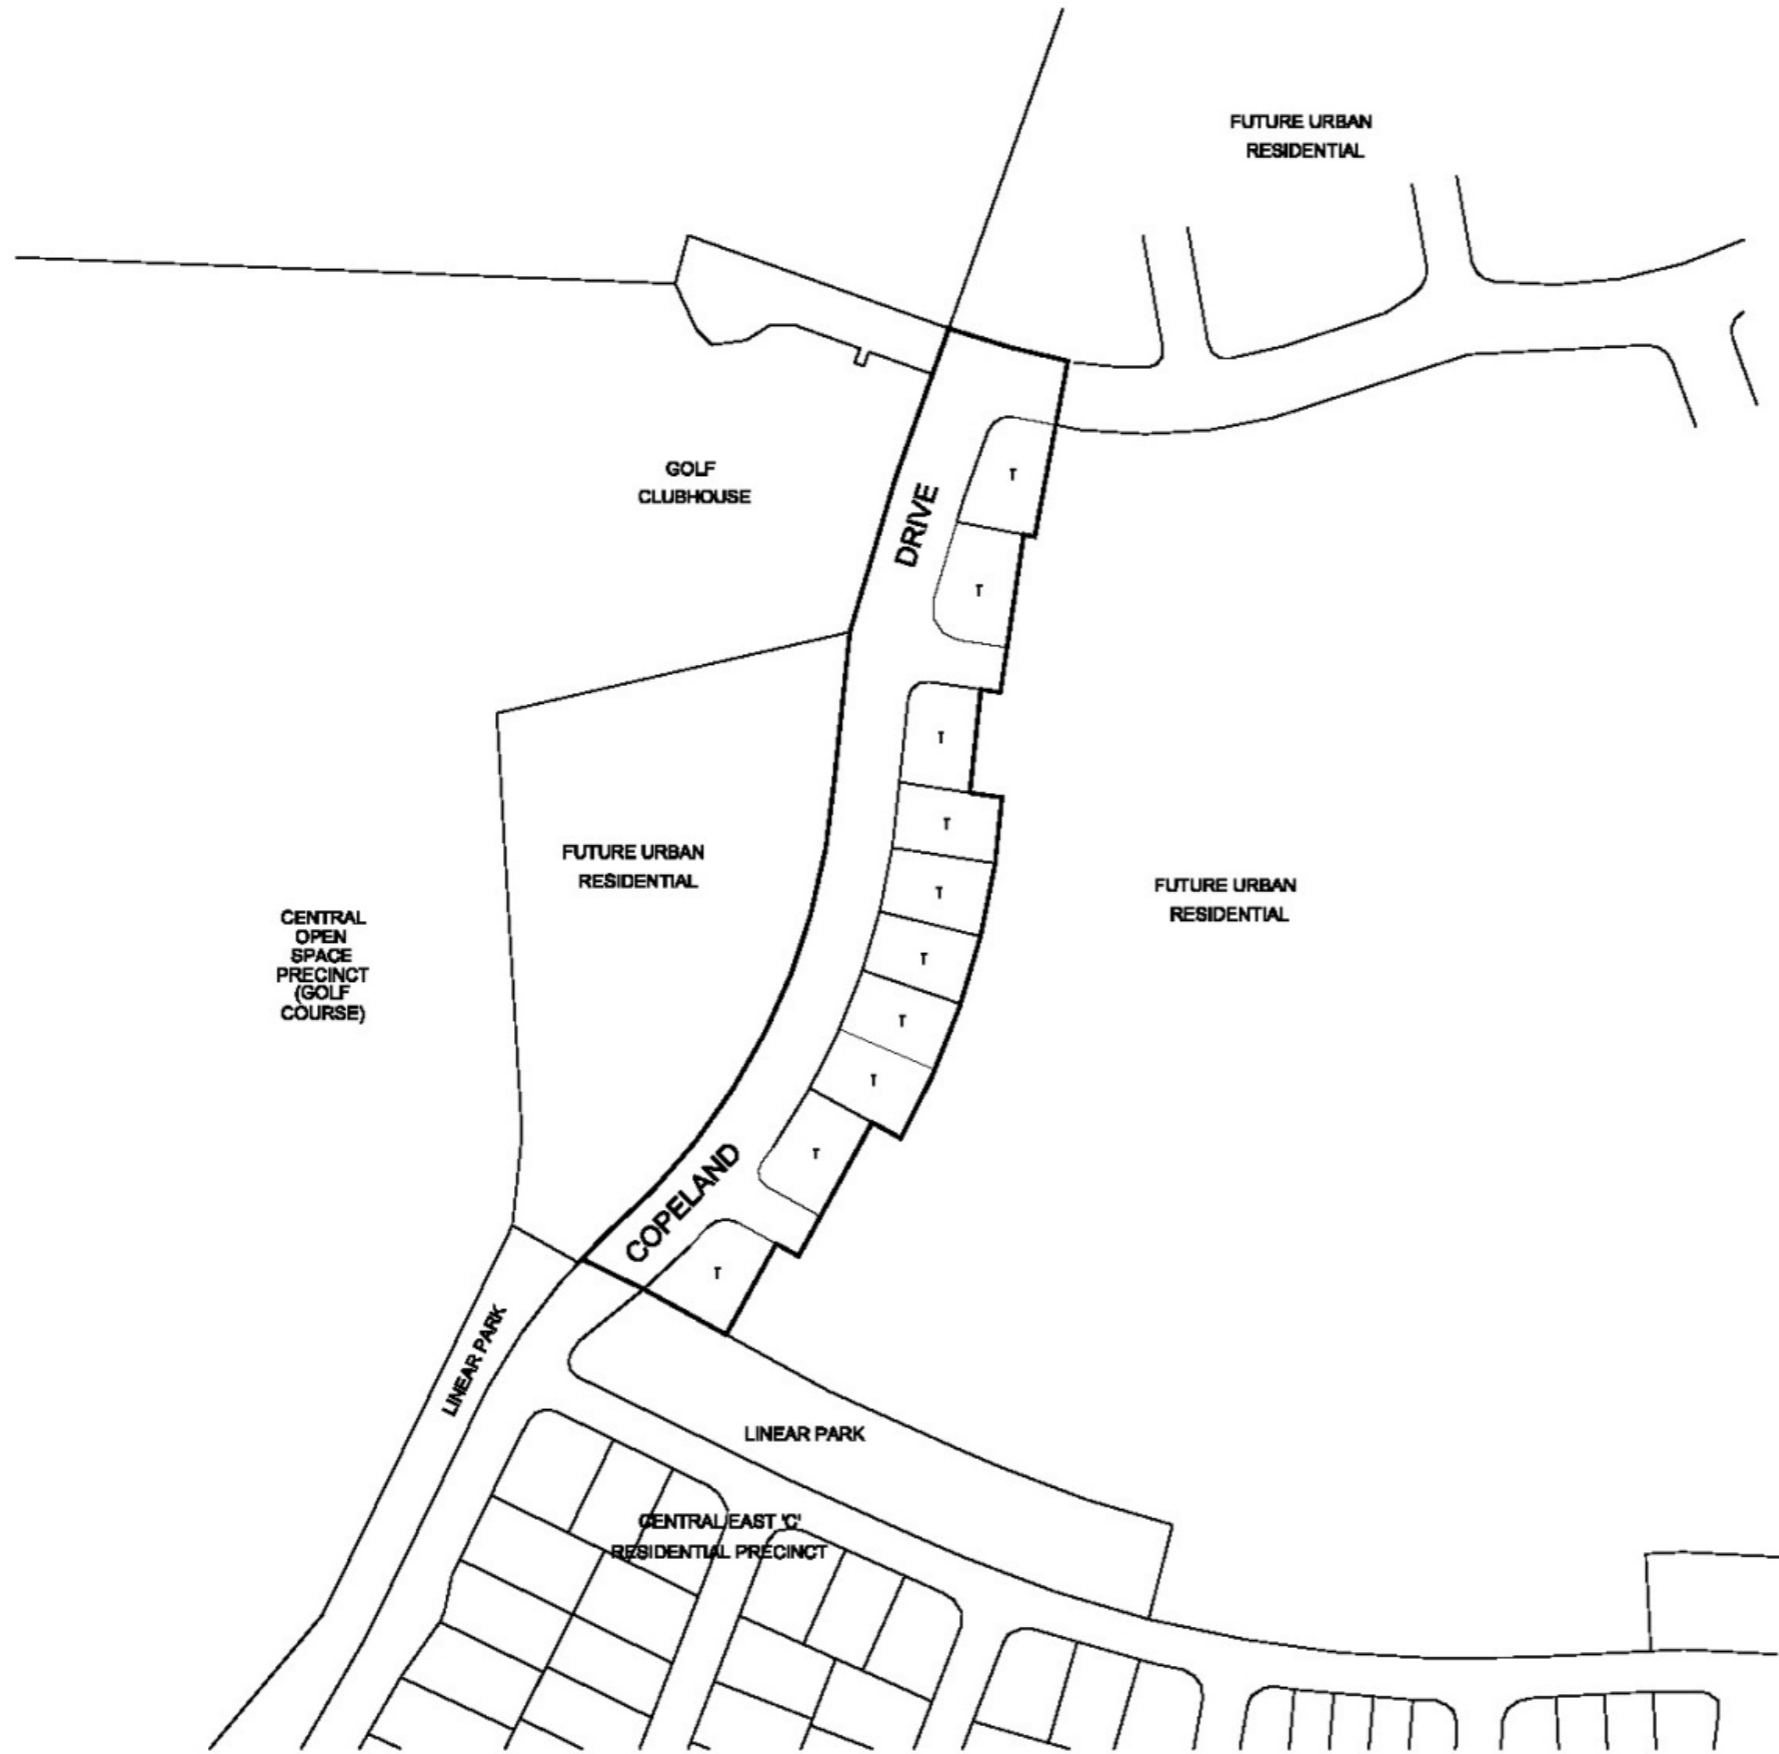 FUTURE URBAN
RESIDENTIAL
GOLF
CLUBHOUSE
DRIVE
T
T
T
T
FUTURE URBAN
RESIDENTIAL
FUTURE URBAN
RESIDENTIAL
T
CENTRAL
OPEN
SPACE
PRECINCT
(GOLF
COURSE)
T
T
T
T
COPELAND
T
LINEAR PARK
LINEAR PARK
CENTRAL EAST 'C'
RESIDENTIAL PRECINCT